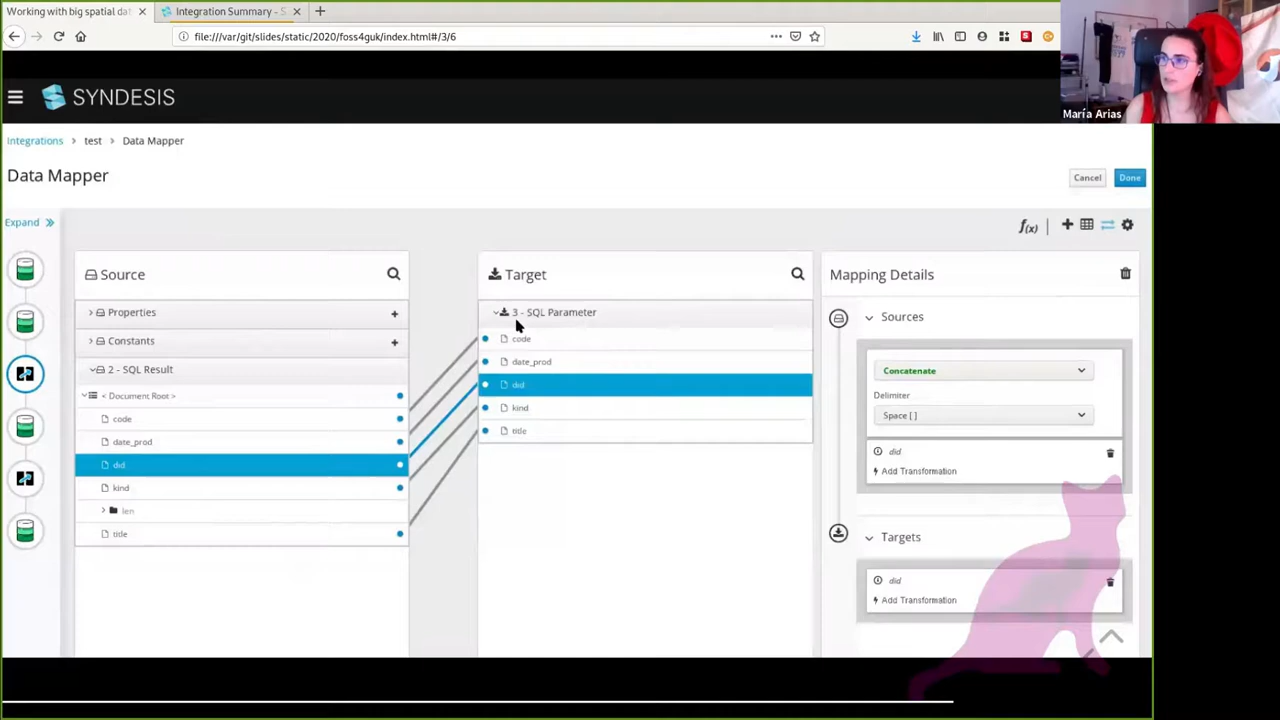 Working with big spatial dat
Integration Summary - S
file:///var/git/slides/static/2020/foss4guk/index.html#/3/6
María Arias
SYNDESIS
Integrations > test > Data Mapper
Data Mapper
Cancel
Done
Expand
f(x)
Source
Properties
Constants
2 - SQL Result
< Document Root >
code
date_prod
did
kind
len
title
Target
3 - SQL Parameter
code
date_prod
did
kind
title
Mapping Details
Sources
Concatenate
Delimiter
Space [ ]
did
Add Transformation
Targets
did
Add Transformation